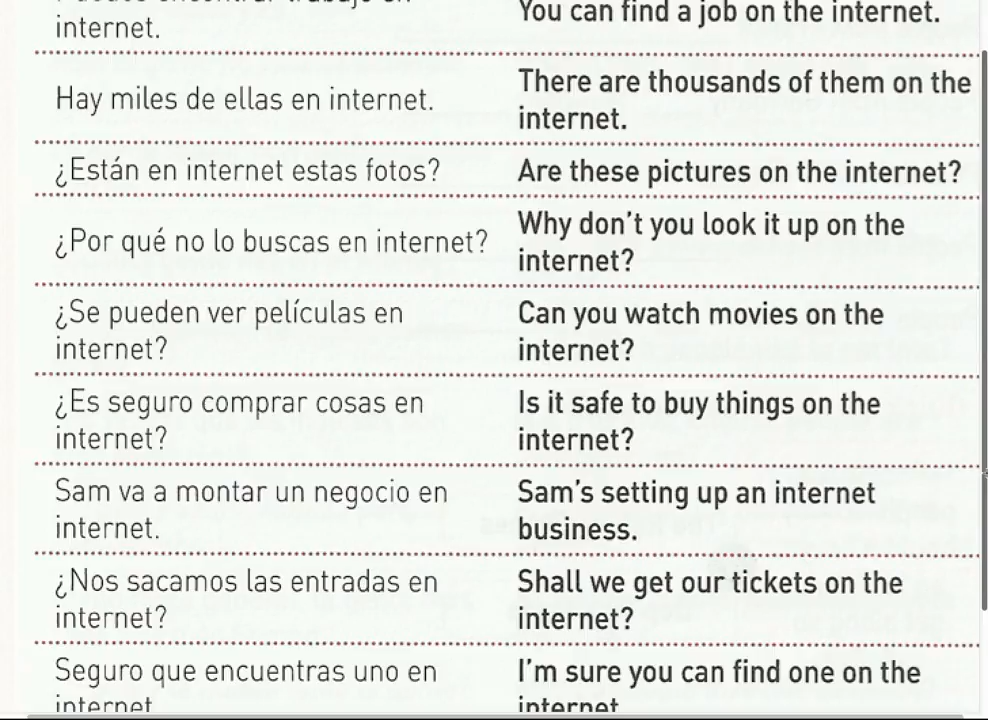 internet.
You can find a job on the internet.
Hay miles de ellas en internet.
There are thousands of them on the
internet.
¿Están en internet estas fotos?
Are these pictures on the internet?
¿Por qué no lo buscas en internet?
Why don't you look it up on the
internet?
¿Se pueden ver películas en
internet?
Can you watch movies on the
internet?
¿Es seguro comprar cosas en
internet?
Is it safe to buy things on the
internet?
Sam va a montar un negocio en
internet.
Sam's setting up an internet
business.
¿Nos sacamos las entradas en
internet?
Shall we get our tickets on the
internet?
Seguro que encuentras uno en
internet
I'm sure you can find one on the
internet